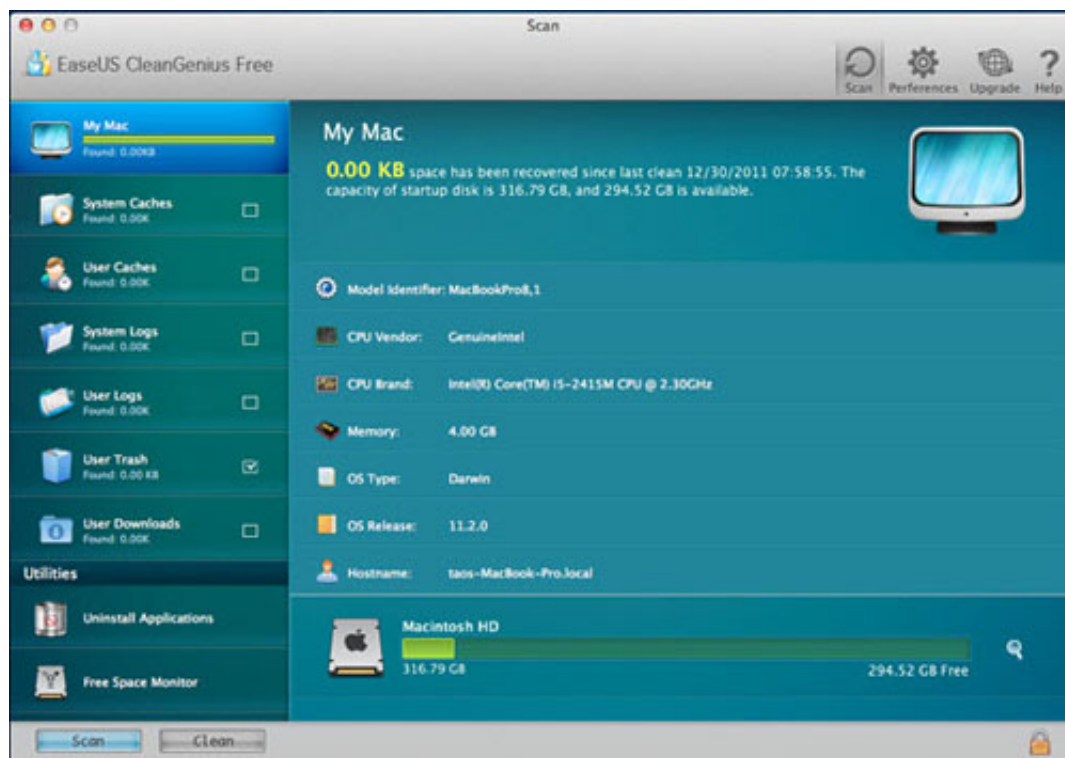 Scan
EaseUS CleanGenius Free
Scan
Perferences
Upgrade
Help
My Mac
Found: 0.00KB
System Caches
Found: 0.00K
User Caches
Found: 0.00K
System Logs
Found: 0.00K
User Logs
Found: 0.00K
User Trash
Found: 0.00 KB
User Downloads
Found: 0.00K
Utilities
Uninstall Applications
Free Space Monitor
Scan
Clean
My Mac
0.00 KB space has been recovered since last clean 12/30/2011 07:58:55. The
capacity of startup disk is 316.79 GB, and 294.52 GB is available.
Model Identifier: MacBookPro8,1
CPU Vendor: GenuineIntel
CPU Brand: Intel(R) Core(TM) i5-2415M CPU @ 2.30GHz
Memory: 4.00 GB
OS Type: Darwin
OS Release: 11.2.0
Hostname: taos-MacBook-Pro.local
Macintosh HD
316.79 GB
294.52 GB Free